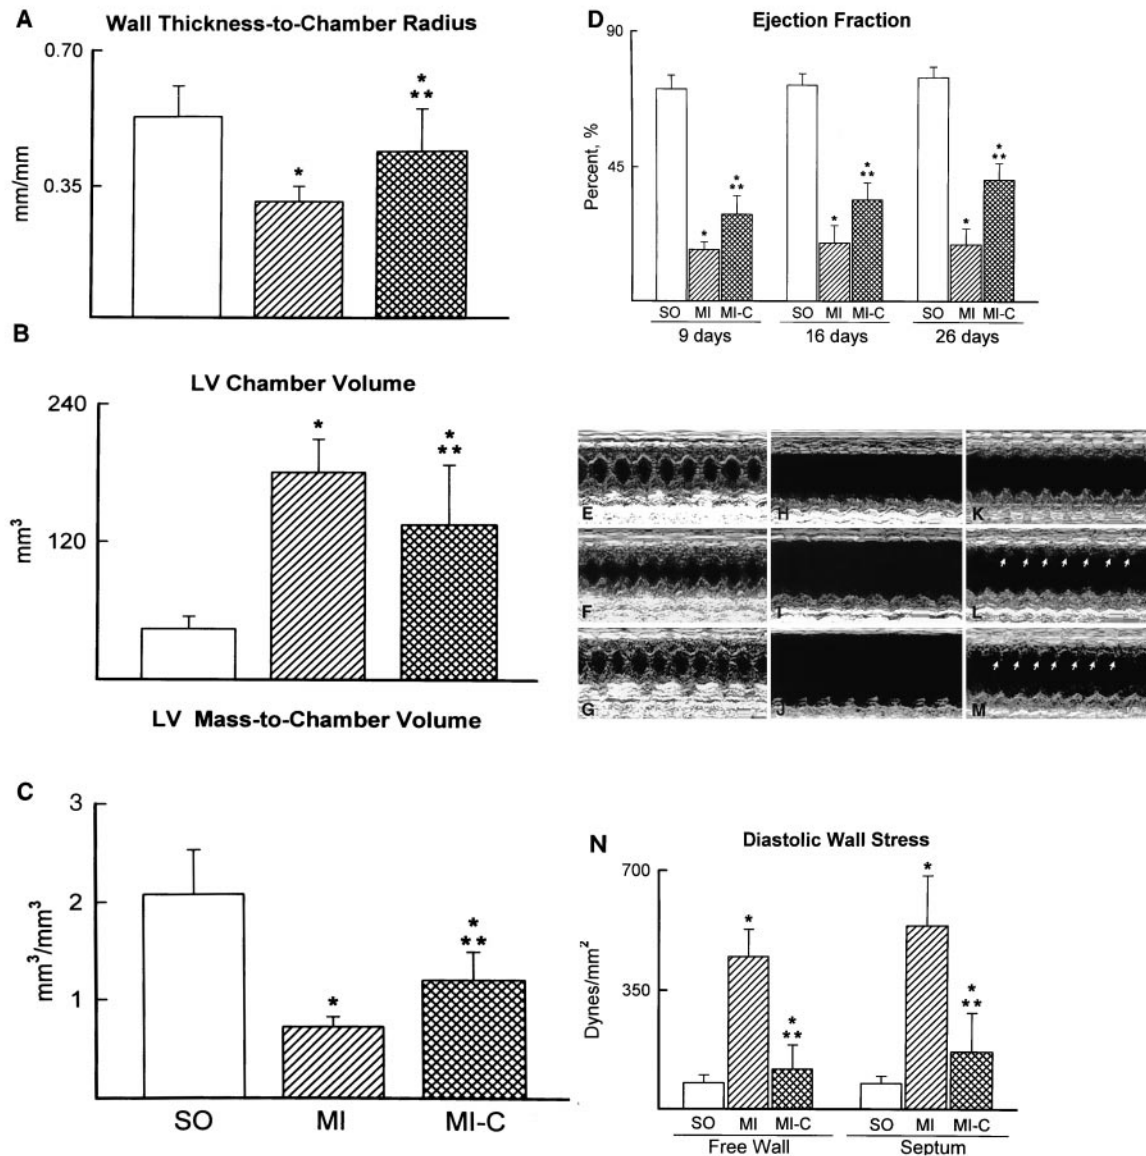 A
Wall Thickness-to-Chamber Radius
0.70
0.35
mm/mm
*
*
**
B
LV Chamber Volume
240
120
mm³
*
*
**
LV Mass-to-Chamber Volume
C
3
2
1
mm³/mm³
*
*
**
SO MI MI-C
D
Ejection Fraction
90
45
Percent, %
*
*
**
*
*
**
*
*
**
SO MI MI-C SO MI MI-C SO MI MI-C
9 days 16 days 26 days
E H K
F I L
G J M
N
Diastolic Wall Stress
700
350
Dynes/mm²
*
*
**
*
*
**
SO MI MI-C SO MI MI-C
Free Wall Septum